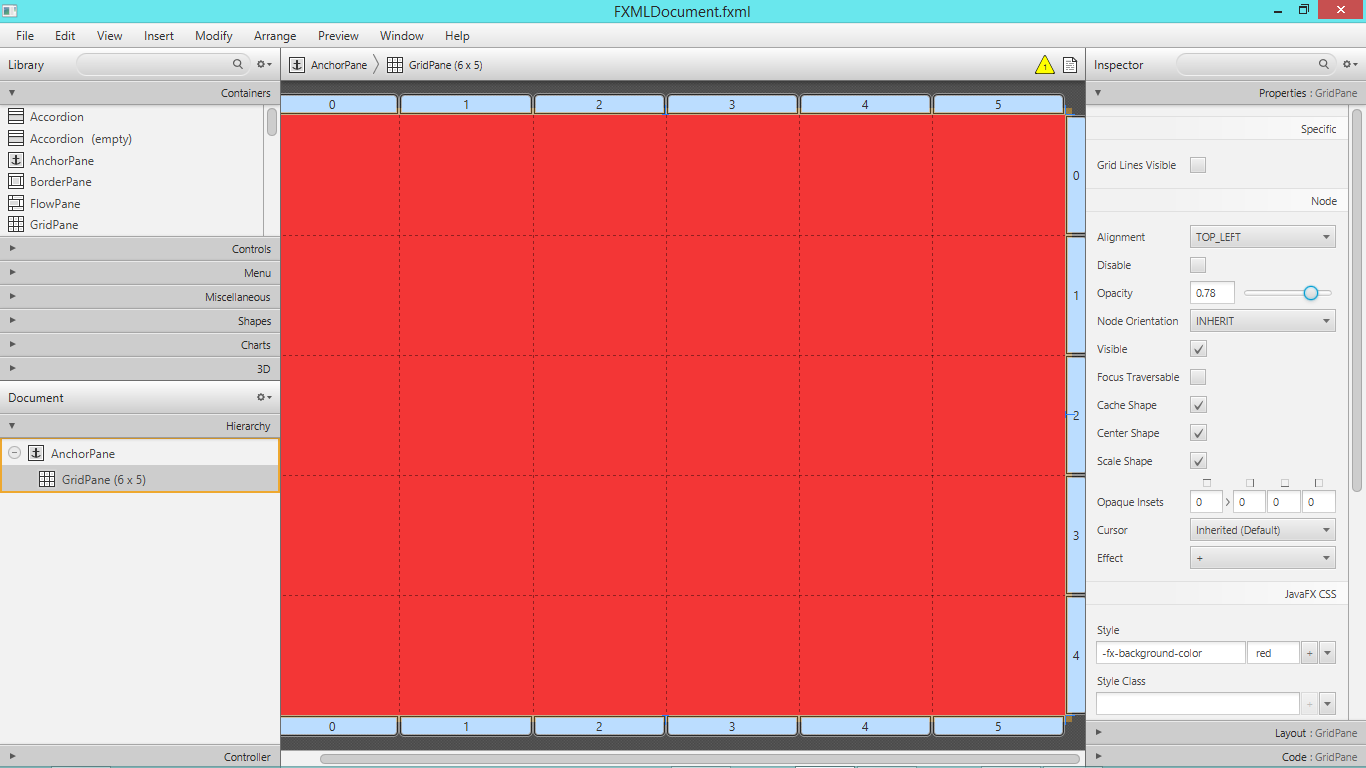 FXMLDocument.fxml
File Edit View Insert Modify Arrange Preview Window Help
Library
AnchorPane GridPane (6 x 5)
1
Inspector
Containers
Accordion
Accordion (empty)
AnchorPane
BorderPane
FlowPane
GridPane
Controls
Menu
Miscellaneous
Shapes
Charts
3D
Document
Hierarchy
AnchorPane
GridPane (6 x 5)
Controller
0 1 2 3 4 5
0
1
2
3
4
0 1 2 3 4 5
Properties : GridPane
Specific
Grid Lines Visible
Node
Alignment TOP_LEFT
Disable
Opacity 0.78
Node Orientation INHERIT
Visible
Focus Traversable
Cache Shape
Center Shape
Scale Shape
Opaque Insets 0 > 0 0 0
Cursor Inherited (Default)
Effect +
JavaFX CSS
Style
-fx-background-color red +
Style Class
+
Layout : GridPane
Code : GridPane